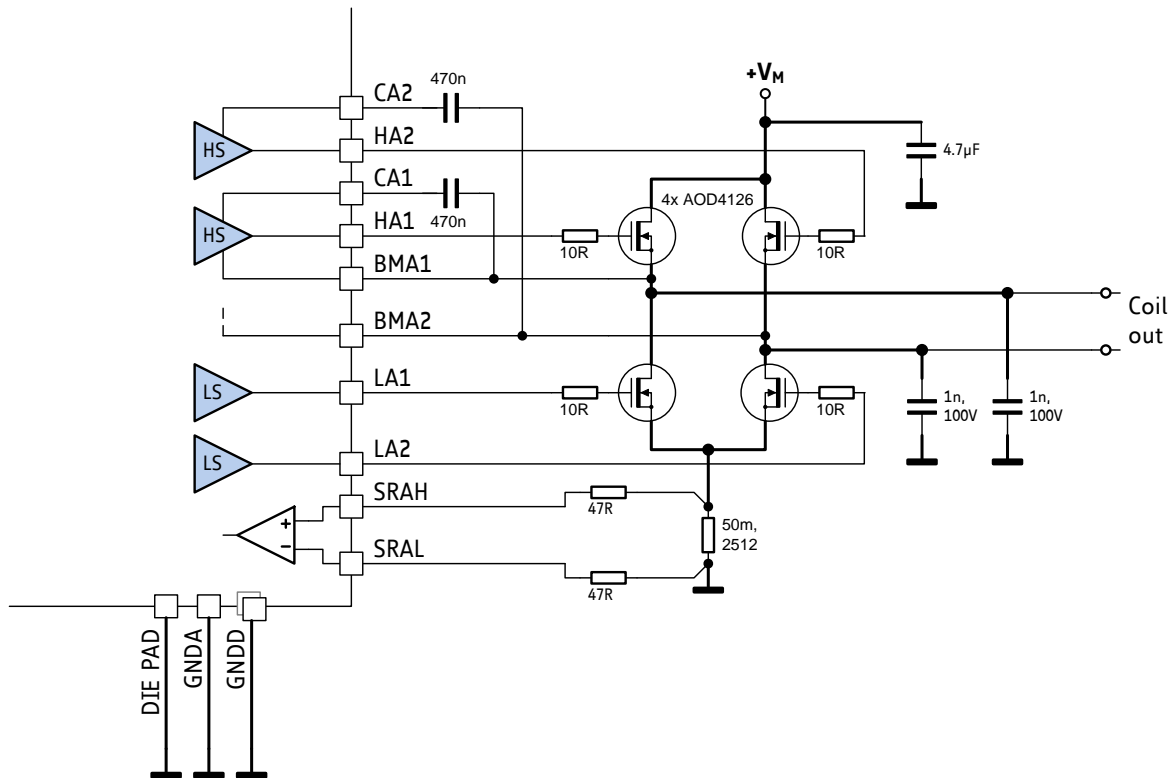 +VM
CA2
470n
HS
HA2
4.7µF
CA1
470n
4x AOD4126
HS
HA1
10R
10R
BMA1
Coil
out
BMA2
LS
LA1
10R
10R
1n,
100V
1n,
100V
LS
LA2
SRAH
47R
+
-
50m,
2512
SRAL
47R
DIE PAD
GNDA
GNDD